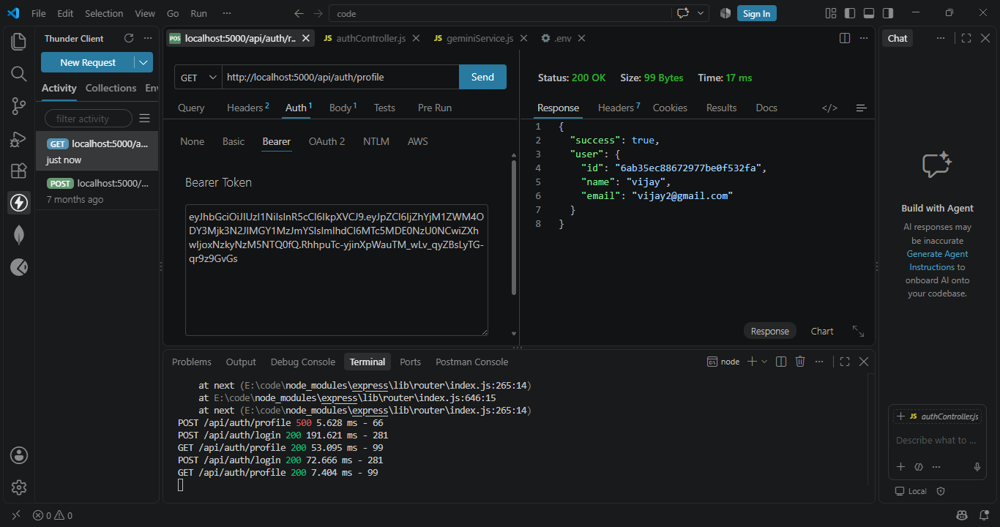 File Edit Selection View Go Run ··· code Sign In
Thunder Client
New Request
Activity Collections En
filter activity
GET localhost:5000/a...
just now
POST localhost:5000/...
7 months ago
POS localhost:5000/api/auth/r.. JS authController.js JS geminiService.js .env
GET http://localhost:5000/api/auth/profile Send
Query Headers 2 Auth 1 Body 1 Tests Pre Run
None Basic Bearer OAuth 2 NTLM AWS
Bearer Token
Status: 200 OK Size: 99 Bytes Time: 17 ms
Response Headers 7 Cookies Results Docs </>
1 {
2 "success": true,
3 "user": {
4 "id": "6ab35ec88672977be0f532fa",
5 "name": "vijay",
6 "email": "vijay2@gmail.com"
7 }
8 }
Response Chart
Problems Output Debug Console Terminal Ports Postman Console node
at next (E:\code\node_modules\express\lib\router\index.js:265:14)
at E:\code\node_modules\express\lib\router\index.js:646:15
at next (E:\code\node_modules\express\lib\router\index.js:265:14)
POST /api/auth/profile 500 5.628 ms - 66
POST /api/auth/login 200 191.621 ms - 281
GET /api/auth/profile 200 53.095 ms - 99
POST /api/auth/login 200 72.666 ms - 281
GET /api/auth/profile 200 7.404 ms - 99
Chat
Build with Agent
AI responses may
be inaccurate
Generate Agent
Instructions to
onboard AI onto
your codebase.
JS authController.js
Describe what to ...
Local
0 0